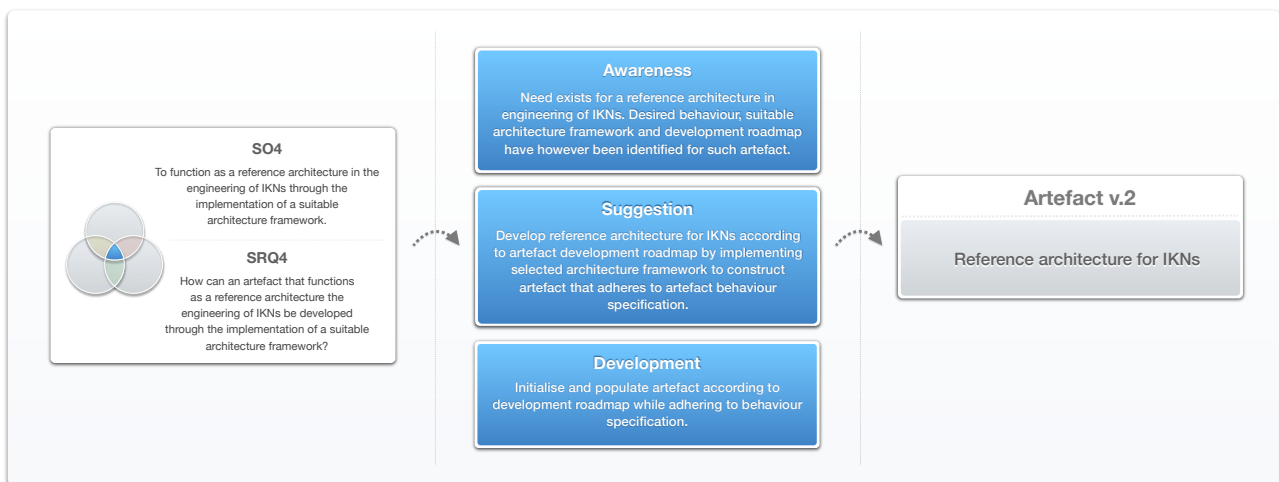 SO4
To function as a reference architecture in the
engineering of IKNs through the
implementation of a suitable
architecture framework.
SRQ4
How can an artefact that functions
as a reference architecture the
engineering of IKNs be developed
through the implementation of a suitable
architecture framework?
Awareness
Need exists for a reference architecture in
engineering of IKNs. Desired behaviour, suitable
architecture framework and development roadmap
have however been identified for such artefact.
Suggestion
Develop reference architecture for IKNs according
to artefact development roadmap by implementing
selected architecture framework to construct
artefact that adheres to artefact behaviour
specification.
Development
Initialise and populate artefact according to
development roadmap while adhering to behaviour
specification.
Artefact v.2
Reference architecture for IKNs